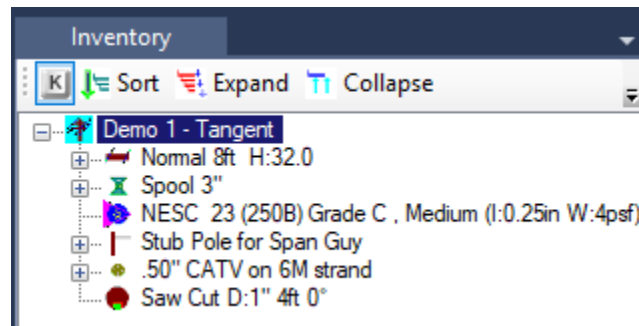 Inventory
K Sort Expand Collapse
Demo 1 - Tangent
Normal 8ft H:32.0
Spool 3"
NESC 23 (250B) Grade C , Medium (I:0.25in W:4psf)
Stub Pole for Span Guy
.50" CATV on 6M strand
Saw Cut D:1" 4ft 0°